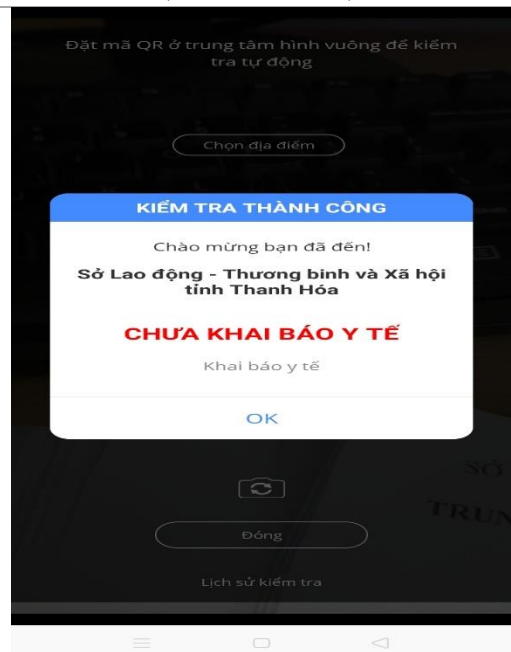 Đặt mã QR ở trung tâm hình vuông để kiểm
tra tự động
Chọn địa điểm
KIỂM TRA THÀNH CÔNG
Chào mừng bạn đã đến!
Sở Lao động - Thương binh và Xã hội
tỉnh Thanh Hóa
CHƯA KHAI BÁO Y TẾ
Khai báo y tế
OK
SỞ
TRUN
Đóng
Lịch sử kiểm tra